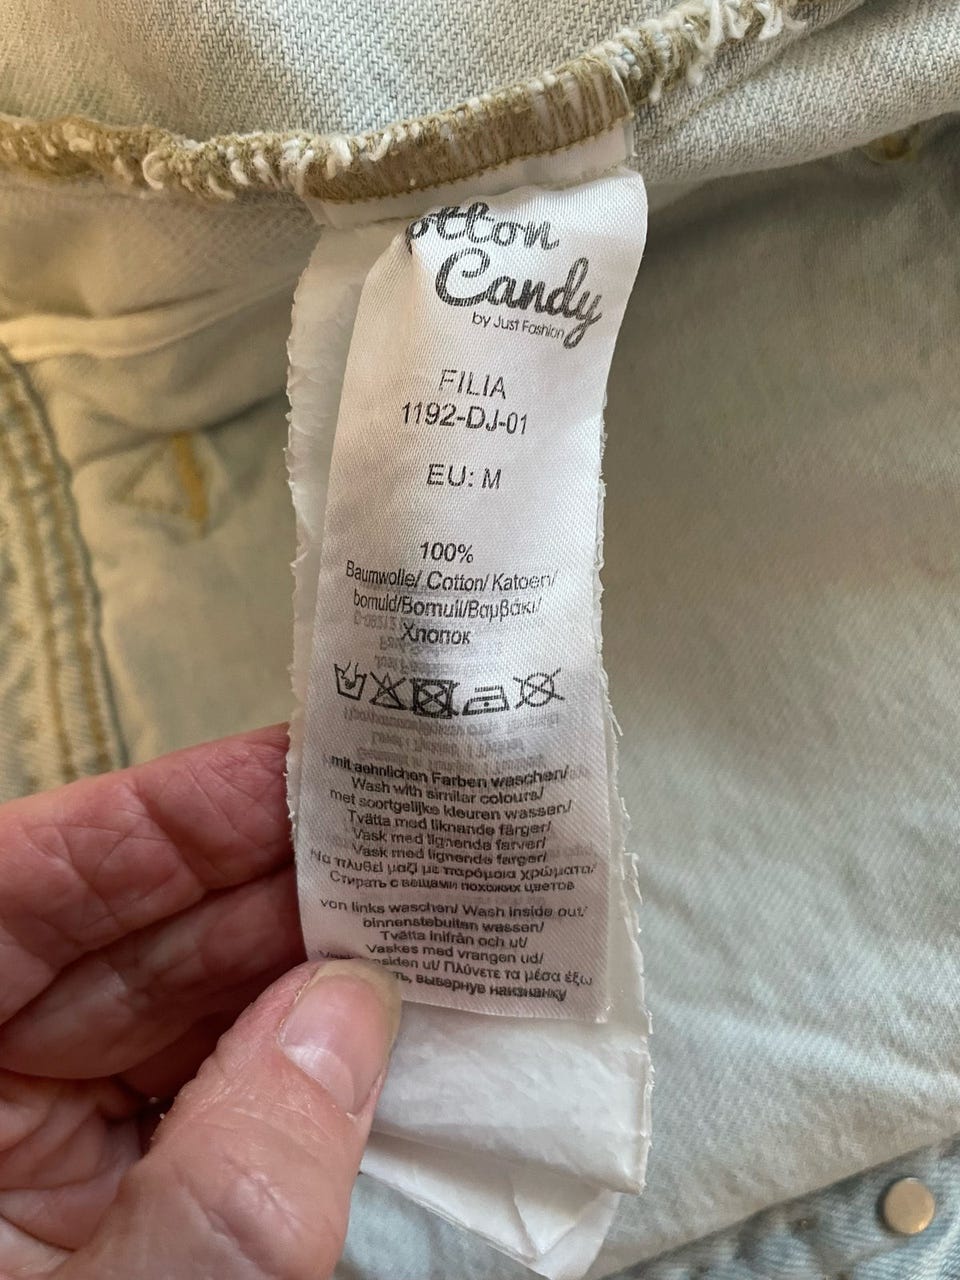 otton
Candy
by Just Fashion
FILIA
1192-DJ-01
EU: M
100%
Baumwolle/ Cotton/ Katoen/
bomuld/Bomull/Βαμβάκι/
Хлопок
mit aehnlichen Farben waschen/
Wash with similar colours/
met soortgelijke kleuren wassen/
Tvätta med liknande färger/
Vask med lignende farver/
Vask med lignende farger/
Να πλυθεί μαζί με παρόμοια χρώματα/
Стирать с вещами похожих цветов
von links waschen/ Wash inside out/
binnenstebuiten wassen/
Tvätta inifrån och ut/
Vaskes med vrangen ud/
ut/ Πλύνετε τα μέσα έξω
вывернув наизнанку